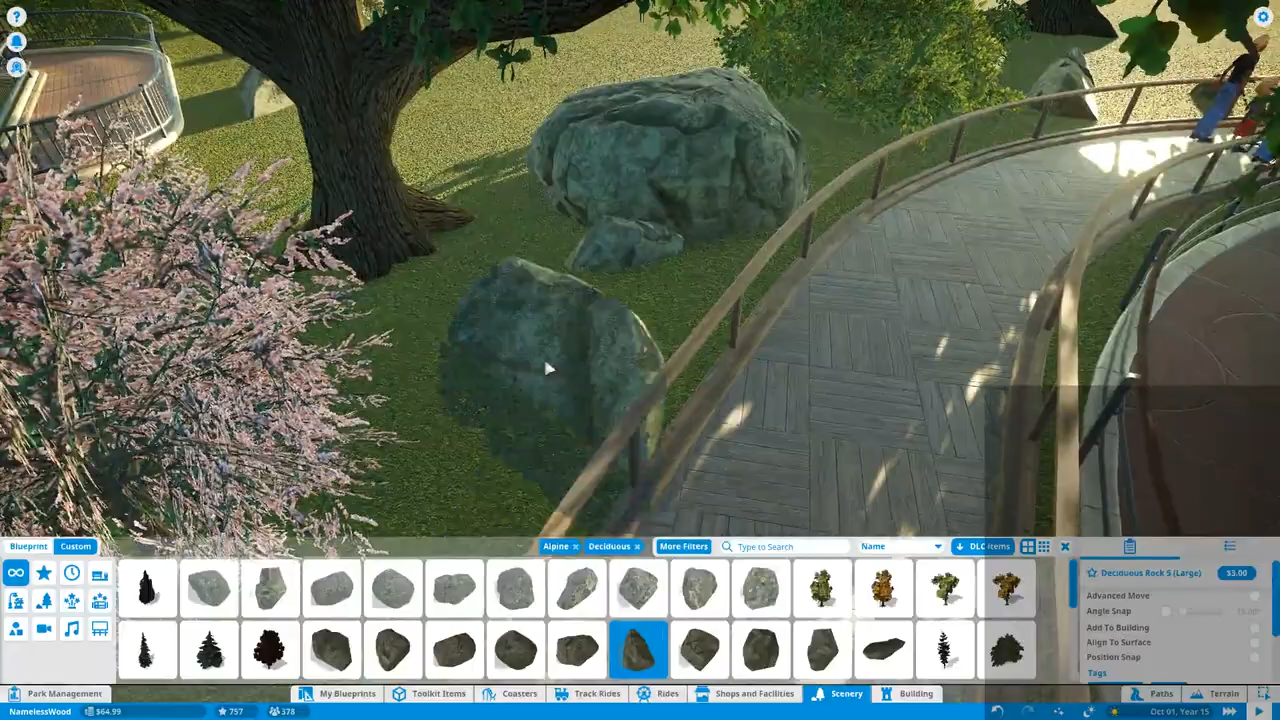 Blueprint Custom Alpine × Deciduous × More Filters Type to Search Name DLC Items
Deciduous Rock 5 (Large) $3.00
Advanced Move
Angle Snap
Add To Building
Align To Surface
Position Snap
Tags
Park Management My Blueprints Toolkit Items Coasters Track Rides Rides Shops and Facilities Scenery Building Paths Terrain
NamelessWood $64.99 757 378 Oct 01, Year 15